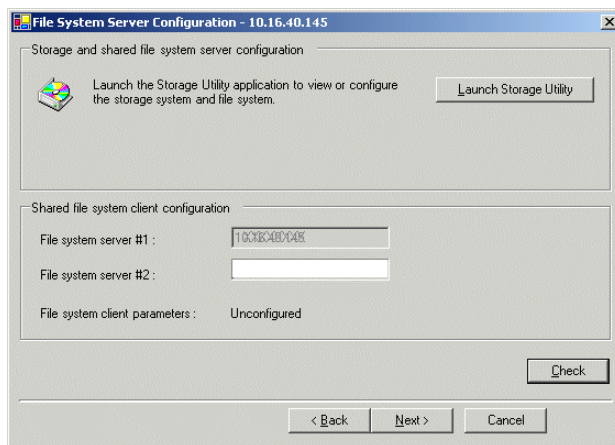 File System Server Configuration - 10.16.40.145
Storage and shared file system server configuration
Launch the Storage Utility application to view or configure
the storage system and file system.
Launch Storage Utility
Shared file system client configuration
File system server #1 :
File system server #2 :
File system client parameters : Unconfigured
Check
< Back
Next >
Cancel